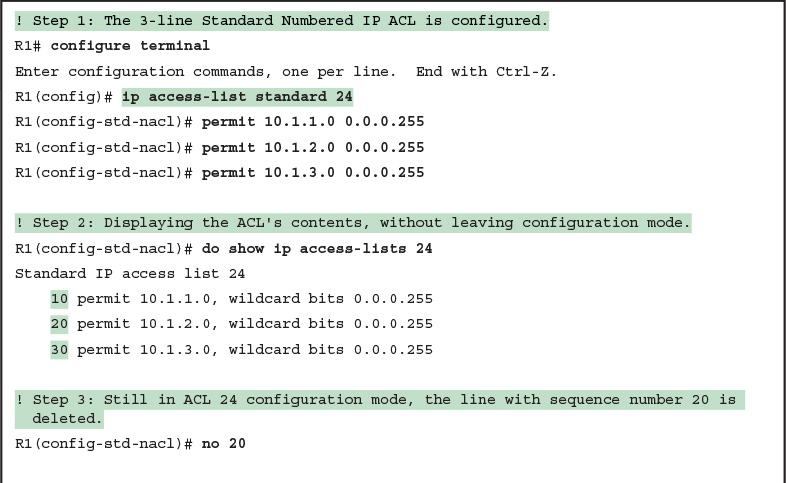 ! Step 1: The 3-line Standard Numbered IP ACL is configured.
R1# configure terminal
Enter configuration commands, one per line.  End with Ctrl-Z.
R1(config)# ip access-list standard 24
R1(config-std-nacl)# permit 10.1.1.0 0.0.0.255
R1(config-std-nacl)# permit 10.1.2.0 0.0.0.255
R1(config-std-nacl)# permit 10.1.3.0 0.0.0.255
! Step 2: Displaying the ACL's contents, without leaving configuration mode.
R1(config-std-nacl)# do show ip access-lists 24
Standard IP access list 24
    10 permit 10.1.1.0, wildcard bits 0.0.0.255
    20 permit 10.1.2.0, wildcard bits 0.0.0.255
    30 permit 10.1.3.0, wildcard bits 0.0.0.255
! Step 3: Still in ACL 24 configuration mode, the line with sequence number 20 is
  deleted.
R1(config-std-nacl)# no 20